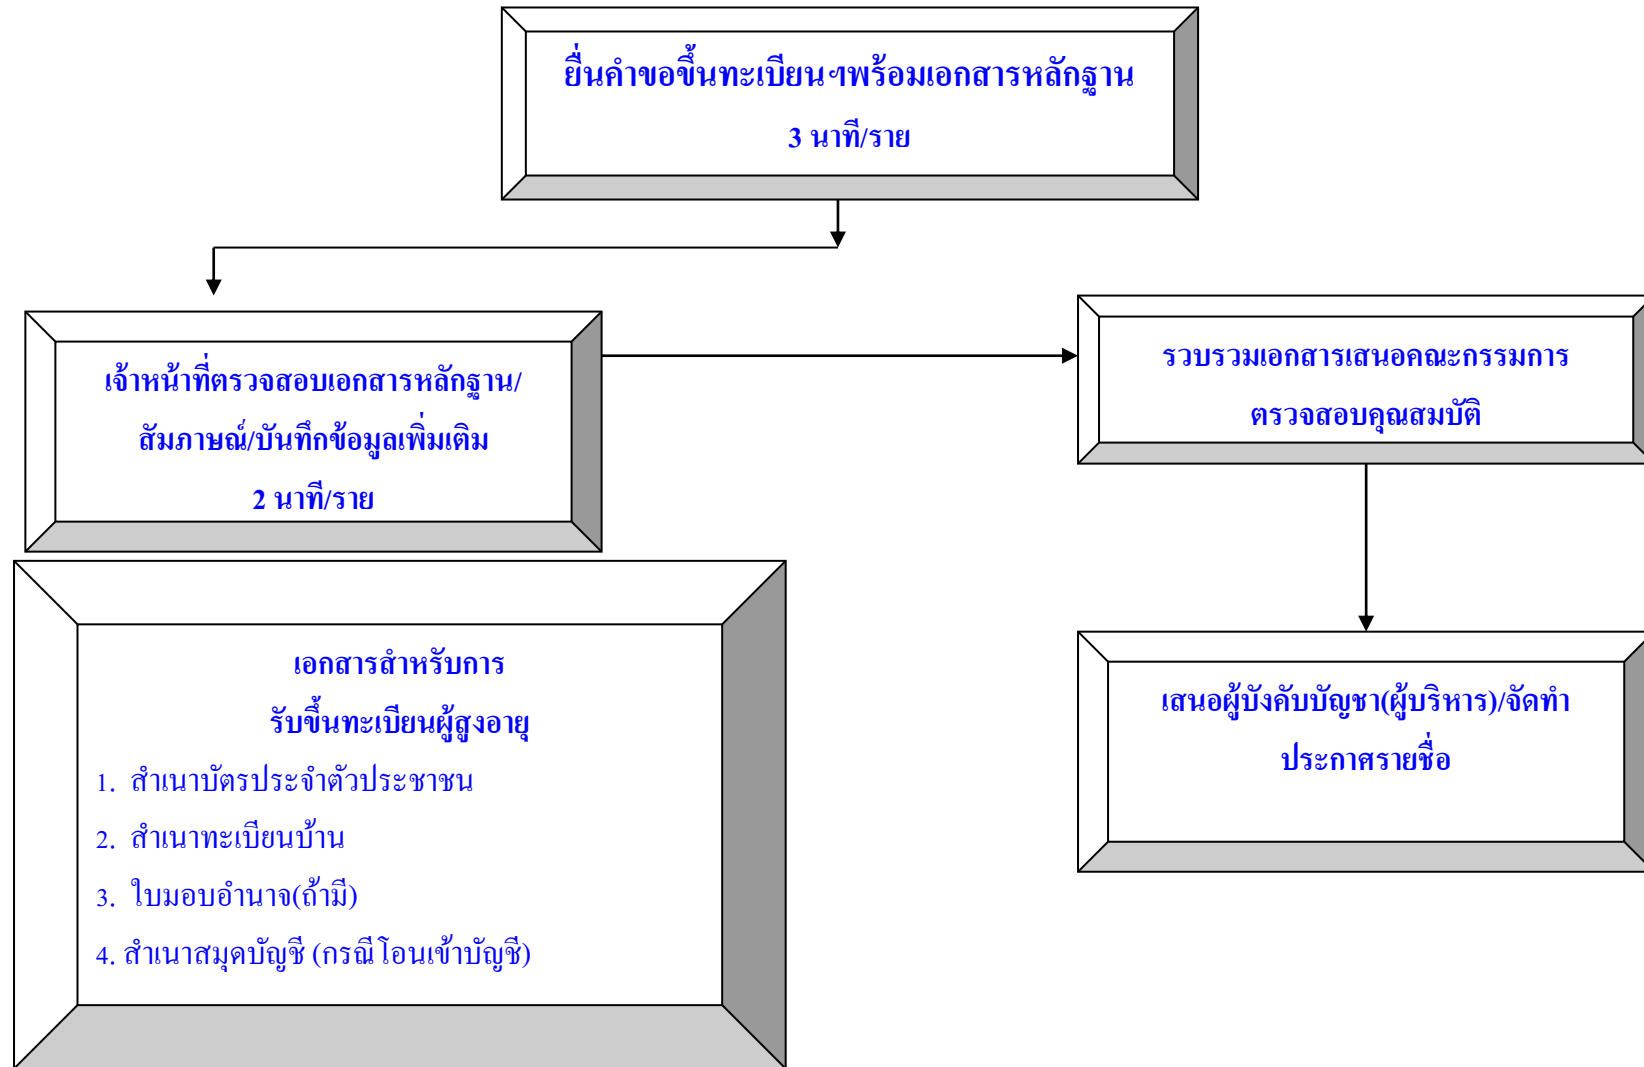 ยื่นคำขอขึ้นทะเบียนฯพร้อมเอกสารหลักฐาน
3 นาที/ราย
เจ้าหน้าที่ตรวจสอบเอกสารหลักฐาน/
สัมภาษณ์/บันทึกข้อมูลเพิ่มเติม
2 นาที/ราย
รวบรวมเอกสารเสนอคณะกรรมการ
ตรวจสอบคุณสมบัติ
เสนอผู้บังคับบัญชา(ผู้บริหาร)/จัดทำ
ประกาศรายชื่อ
เอกสารสำหรับการ
รับขึ้นทะเบียนผู้สูงอายุ
1. สำเนาบัตรประจำตัวประชาชน
2. สำเนาทะเบียนบ้าน
3. ใบมอบอำนาจ(ถ้ามี)
4. สำเนาสมุดบัญชี (กรณีโอนเข้าบัญชี)